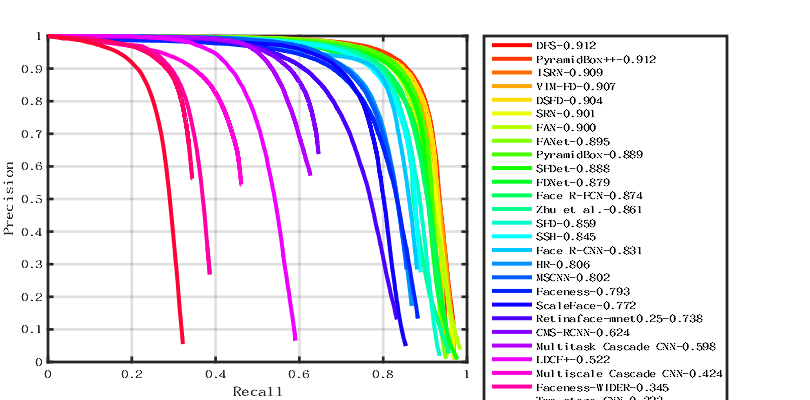 1
0.9
0.8
0.7
0.6
0.5
0.4
0.3
0.2
0.1
0
Precision
0
0.2
0.4
0.6
0.8
1
Recall
DFS-0.912
PyramidBox++-0.912
ISRN-0.909
VIM-FD-0.907
DSFD-0.904
SRN-0.901
FAN-0.900
FANet-0.895
PyramidBox-0.889
SFDet-0.888
FDNet-0.879
Face R-FCN-0.874
Zhu et al.-0.861
SFD-0.859
SSH-0.845
Face R-CNN-0.831
HR-0.806
MSCNN-0.802
Faceness-0.793
ScaleFace-0.772
Retinaface-mnet0.25-0.738
CMS-RCNN-0.624
Multitask Cascade CNN-0.598
LDCF+-0.522
Multiscale Cascade CNN-0.424
Faceness-WIDER-0.345